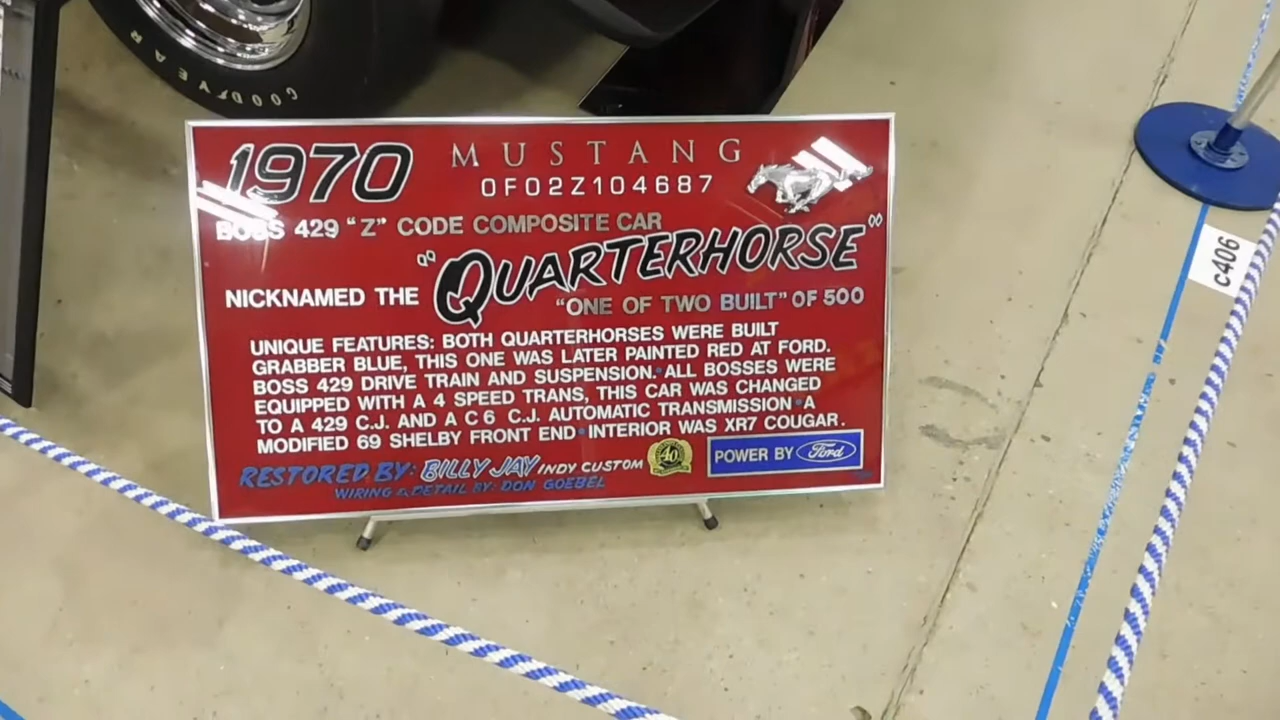 GOODYEAR
1970 MUSTANG
0F02Z104687
BOSS 429 "Z" CODE COMPOSITE CAR
NICKNAMED THE "QUARTERHORSE"
"ONE OF TWO BUILT" OF 500
UNIQUE FEATURES: BOTH QUARTERHORSES WERE BUILT
GRABBER BLUE, THIS ONE WAS LATER PAINTED RED AT FORD.
BOSS 429 DRIVE TRAIN AND SUSPENSION. ALL BOSSES WERE
EQUIPPED WITH A 4 SPEED TRANS, THIS CAR WAS CHANGED
TO A 429 C.J. AND A C6 C.J. AUTOMATIC TRANSMISSION • A
MODIFIED 69 SHELBY FRONT END • INTERIOR WAS XR7 COUGAR.
RESTORED BY: BILLY JAY INDY CUSTOM
40
POWER BY Ford
WIRING & DETAIL BY: DON GOEBEL
c406